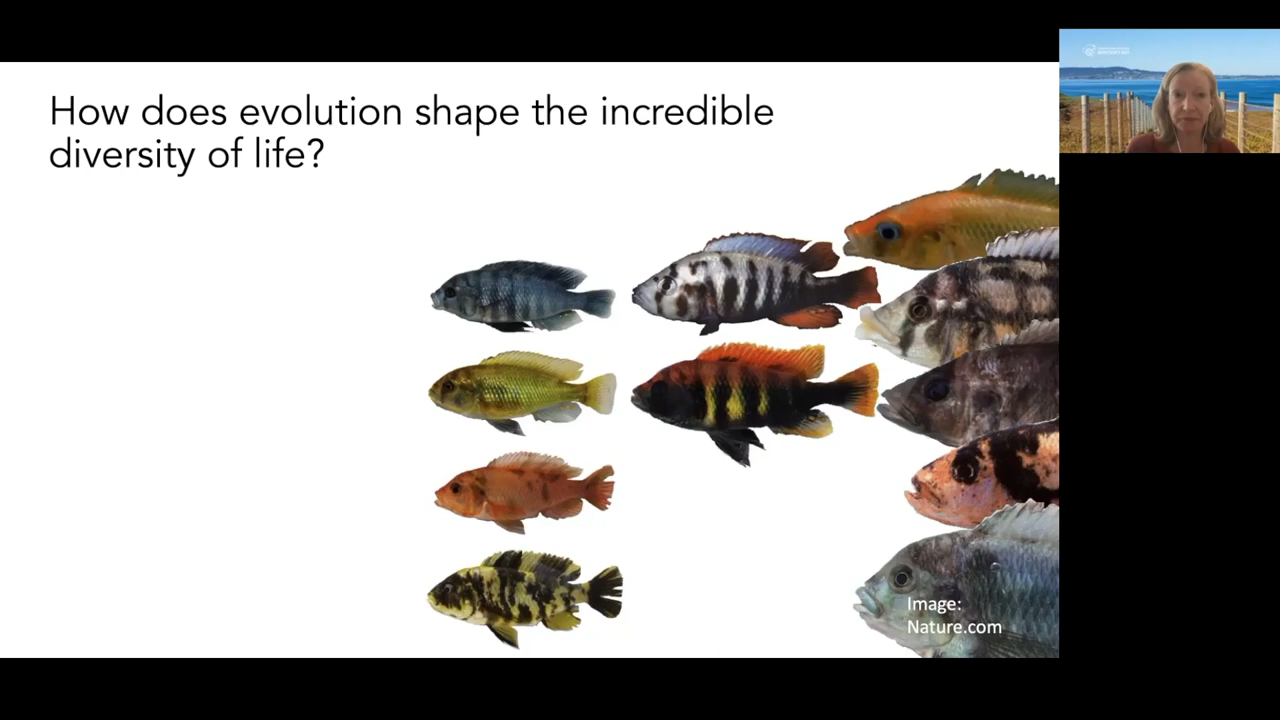 How does evolution shape the incredible
diversity of life?
Image:
Nature.com